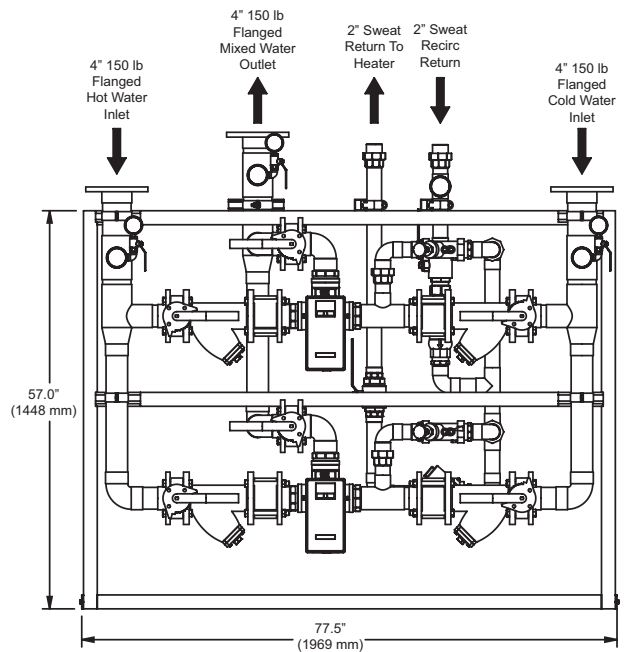 4” 150 lb
Flanged
Hot Water
Inlet
4” 150 lb
Flanged
Mixed Water
Outlet
2” Sweat
Return To
Heater
2” Sweat
Recirc
Return
4” 150 lb
Flanged
Cold Water
Inlet
57.0”
(1448 mm)
77.5”
(1969 mm)